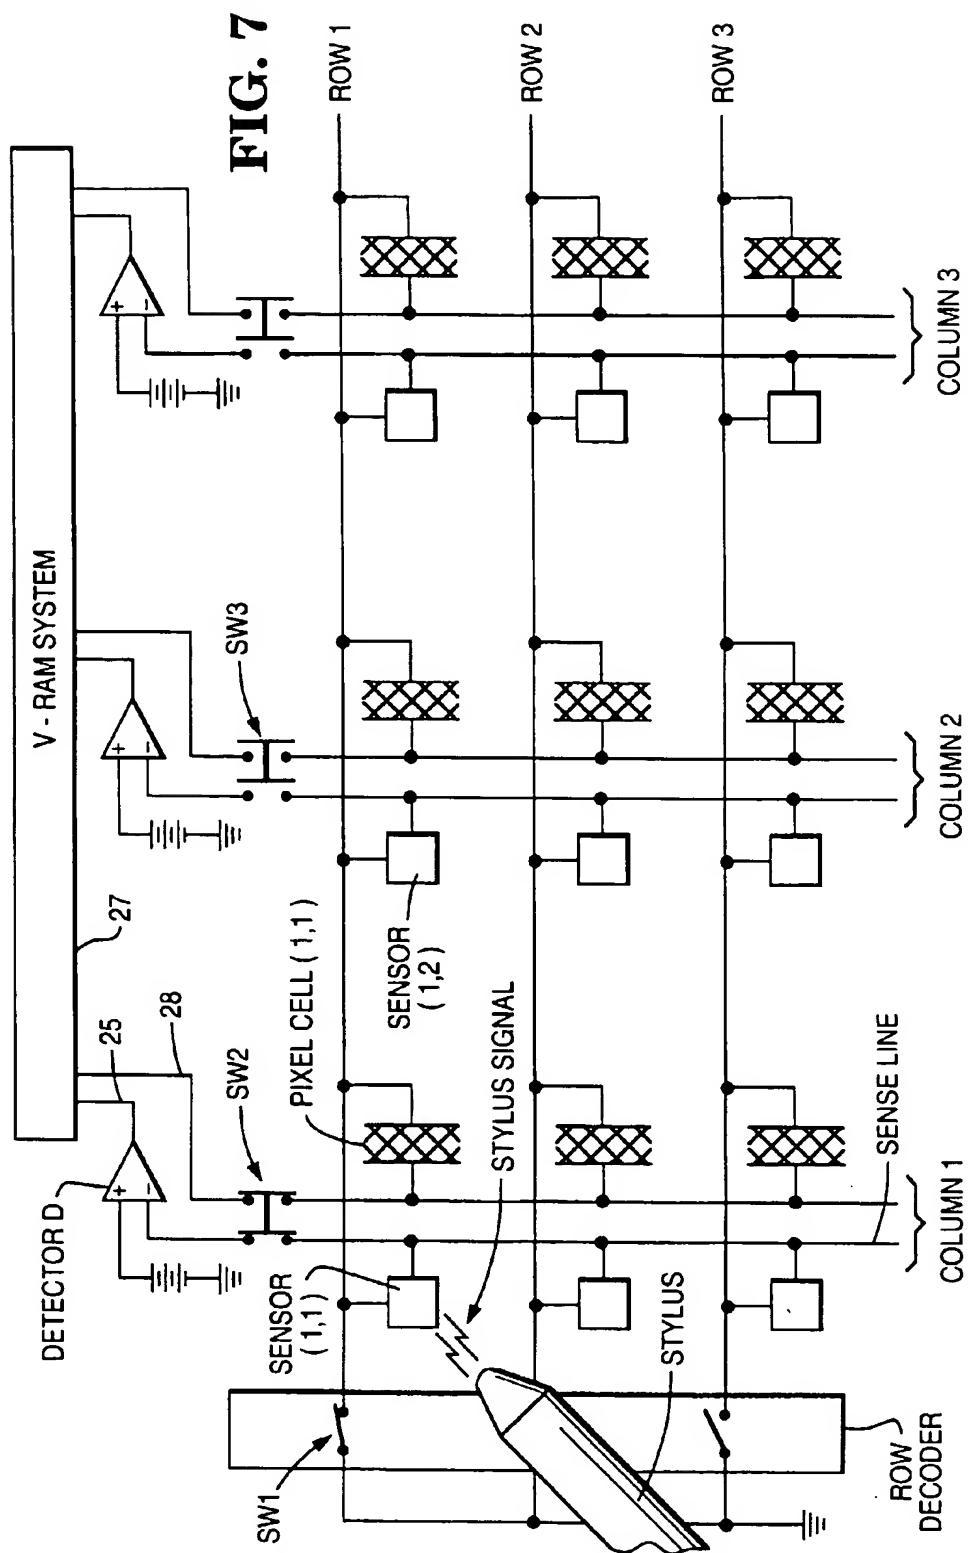 FIG. 7
V - RAM SYSTEM
27
25
28
DETECTOR D
SW2
SW3
+
−
+
−
+
−
ROW 1
ROW 2
ROW 3
SENSOR
(1,1)
PIXEL CELL (1,1)
SENSOR
(1,2)
STYLUS SIGNAL
SW1
STYLUS
SENSE LINE
ROW
DECODER
COLUMN 1
COLUMN 2
COLUMN 3